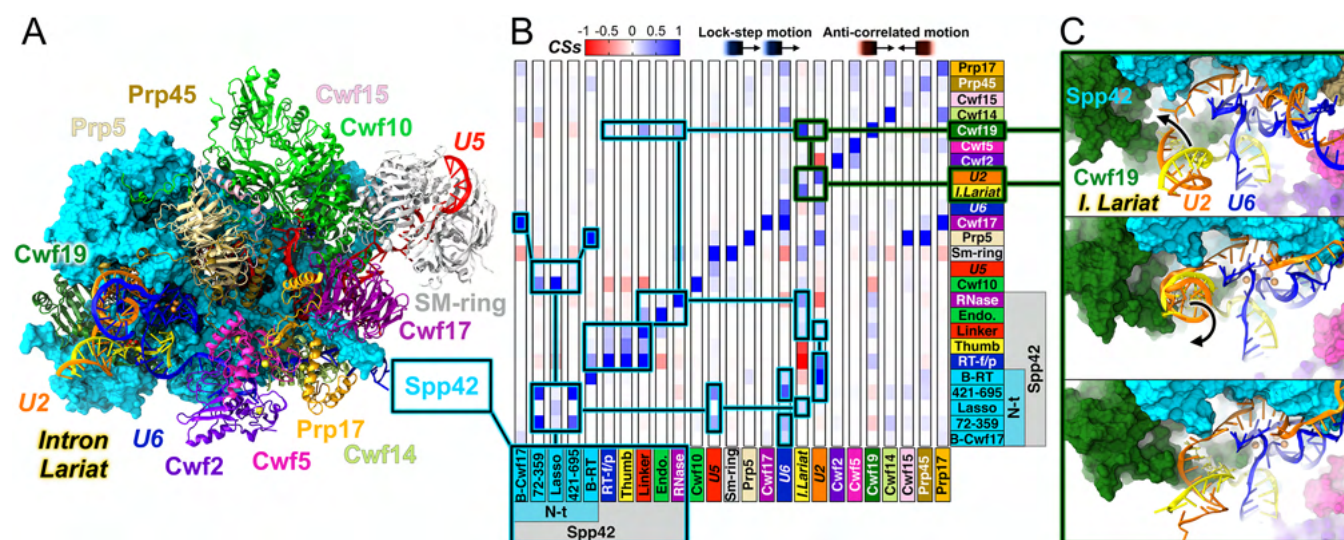 A
Prp45
Cwf15
Prp5
Cwf10
U5
Cwf19
SM-ring
Cwf17
Spp42
U2
Intron
Lariat
U6
Cwf2
Cwf5
Prp17
Cwf14
B
-1 -0.5 0 0.5 1
CSs
Lock-step motion
Anti-correlated motion
Prp17
Prp45
Cwf15
Cwf14
Cwf19
Cwf5
Cwf2
U2
I.Lariat
U6
Cwf17
Prp5
Sm-ring
U5
Cwf10
RNase
Endo.
Linker
Thumb
RT-f/p
B-RT
421-695
Lasso
72-359
B-Cwf17
N-t
Spp42
B-Cwf17
72-359
Lasso
421-695
B-RT
RT-f/p
Thumb
Linker
Endo.
RNase
Cwf10
U5
Sm-ring
Prp-5
Cwf17
U6
I.Lariat
U2
Cwf2
Cwf5
Cwf19
Cwf14
Cwf15
Prp45
Prp17
N-t
Spp42
C
Spp42
Cwf19
I. Lariat
U2
U6